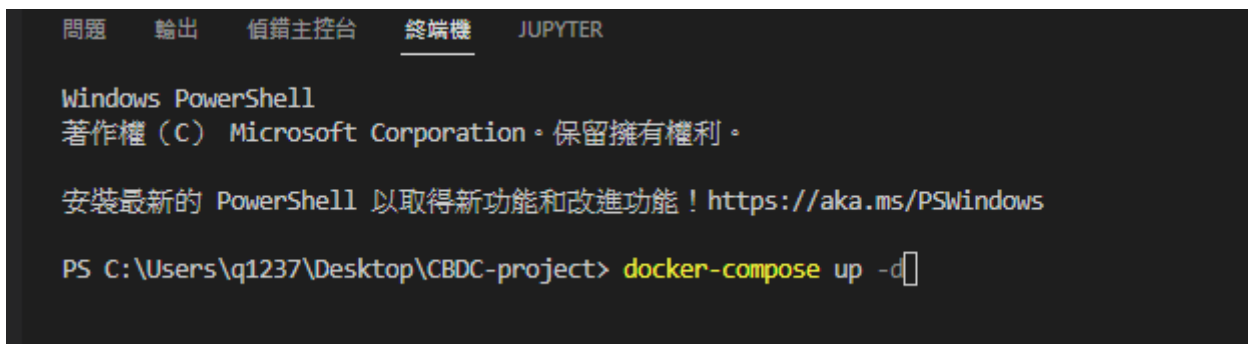 問題 輸出 偵錯主控台 終端機 JUPYTER
Windows PowerShell
著作權（C） Microsoft Corporation。保留擁有權利。
安裝最新的 PowerShell 以取得新功能和改進功能！https://aka.ms/PSWindows
PS C:\Users\q1237\Desktop\CBDC-project> docker-compose up -d